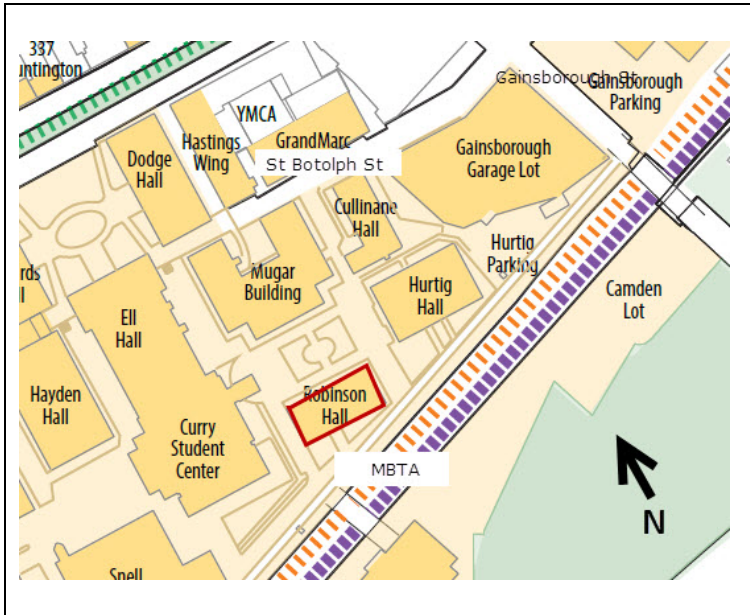 337
untington
YMCA
Hastings
Wing
GrandMarc
Dodge
Hall
St Botolph St
Gainsborough St
Gainsborough
Parking
Gainsborough
Garage Lot
Cullinane
Hall
Mugar
Building
Hurtig
Parking
Hurtig
Hall
Camden
Lot
rds
l
Ell
Hall
Hayden
Hall
Robinson
Hall
Curry
Student
Center
MBTA
N
Snell